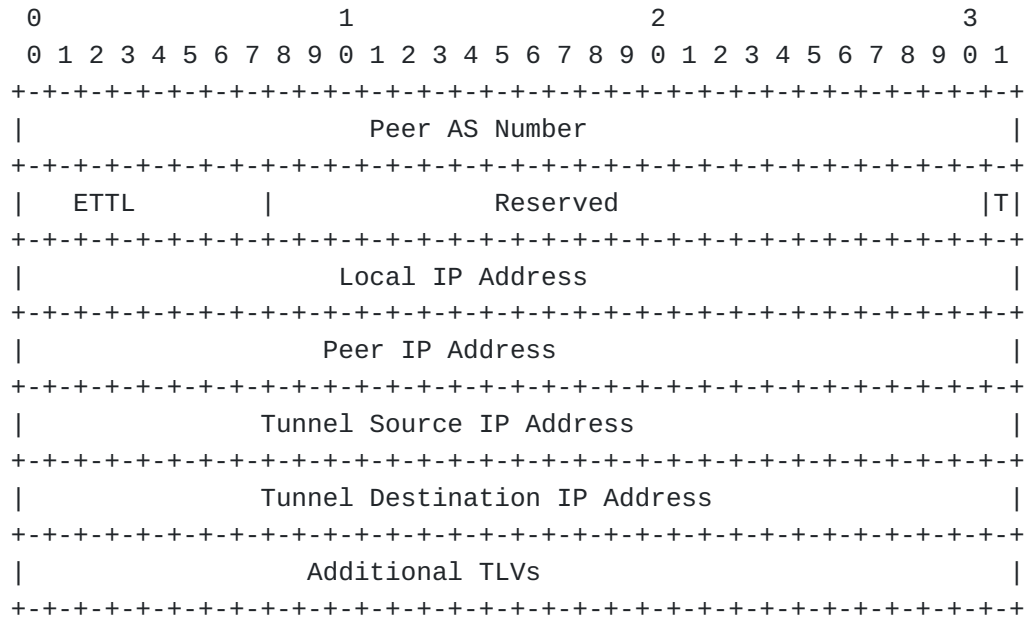 0                   1                   2                   3
 0 1 2 3 4 5 6 7 8 9 0 1 2 3 4 5 6 7 8 9 0 1 2 3 4 5 6 7 8 9 0 1
+-+-+-+-+-+-+-+-+-+-+-+-+-+-+-+-+-+-+-+-+-+-+-+-+-+-+-+-+-+-+-+-+
|                      Peer AS Number                           |
+-+-+-+-+-+-+-+-+-+-+-+-+-+-+-+-+-+-+-+-+-+-+-+-+-+-+-+-+-+-+-+-+
|   ETTL        |              Reserved                       |T|
+-+-+-+-+-+-+-+-+-+-+-+-+-+-+-+-+-+-+-+-+-+-+-+-+-+-+-+-+-+-+-+-+
|                    Local IP Address                           |
+-+-+-+-+-+-+-+-+-+-+-+-+-+-+-+-+-+-+-+-+-+-+-+-+-+-+-+-+-+-+-+-+
|                   Peer IP Address                             |
+-+-+-+-+-+-+-+-+-+-+-+-+-+-+-+-+-+-+-+-+-+-+-+-+-+-+-+-+-+-+-+-+
|               Tunnel Source IP Address                        |
+-+-+-+-+-+-+-+-+-+-+-+-+-+-+-+-+-+-+-+-+-+-+-+-+-+-+-+-+-+-+-+-+
|               Tunnel Destination IP Address                   |
+-+-+-+-+-+-+-+-+-+-+-+-+-+-+-+-+-+-+-+-+-+-+-+-+-+-+-+-+-+-+-+-+
|                  Additional TLVs                              |
+-+-+-+-+-+-+-+-+-+-+-+-+-+-+-+-+-+-+-+-+-+-+-+-+-+-+-+-+-+-+-+-+